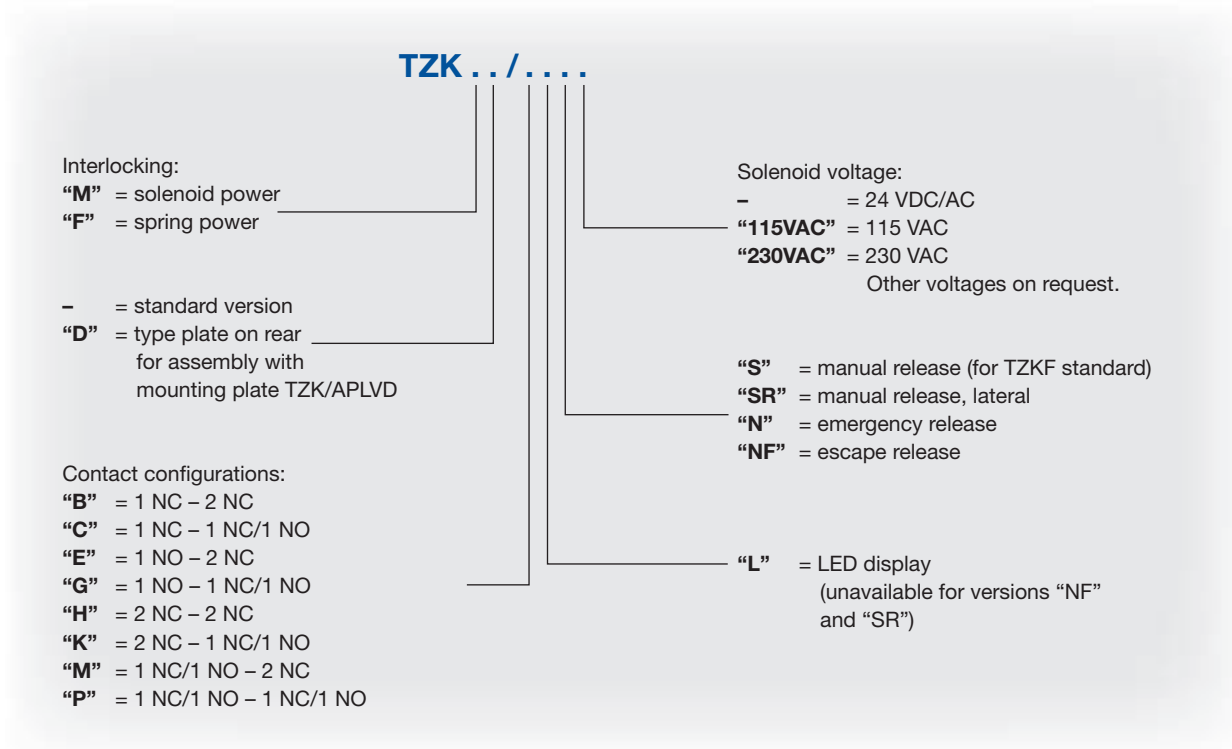 TZK . . / . . . .
Interlocking:
“M” = solenoid power
“F” = spring power
– = standard version
“D” = type plate on rear
for assembly with
mounting plate TZK/APLVD
Contact configurations:
“B” = 1 NC – 2 NC
“C” = 1 NC – 1 NC/1 NO
“E” = 1 NO – 2 NC
“G” = 1 NO – 1 NC/1 NO
“H” = 2 NC – 2 NC
“K” = 2 NC – 1 NC/1 NO
“M” = 1 NC/1 NO – 2 NC
“P” = 1 NC/1 NO – 1 NC/1 NO
Solenoid voltage:
– = 24 VDC/AC
“115VAC” = 115 VAC
“230VAC” = 230 VAC
Other voltages on request.
“S” = manual release (for TZKF standard)
“SR” = manual release, lateral
“N” = emergency release
“NF” = escape release
“L” = LED display
(unavailable for versions “NF”
and “SR”)